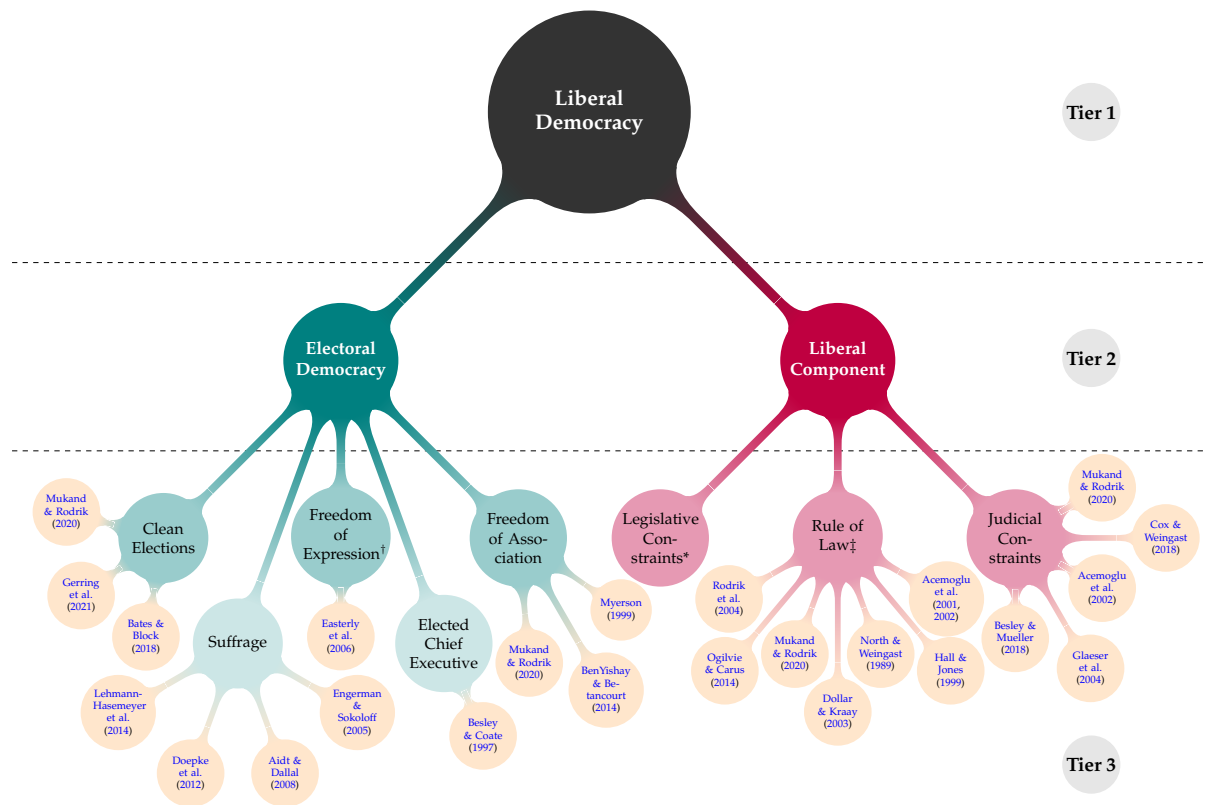 Liberal
Democracy
Tier 1
Electoral
Democracy
Liberal
Component
Tier 2
Clean
Elections
Mukand
& Rodrik
(2020)
Gerring
et al.
(2021)
Bates &
Block
(2018)
Suffrage
Lehmann-
Hasemeyer
et al.
(2014)
Doepke
et al.
(2012)
Aidt &
Dallal
(2008)
Engerman
&
Sokoloff
(2005)
Freedom
of
Expression†
Easterly
et al.
(2006)
Elected
Chief
Executive
Besley
& Coate
(1997)
Freedom
of Asso-
ciation
Mukand
& Rodrik
(2020)
BenYishay
& Be-
tancourt
(2014)
Myerson
(1999)
Legislative
Con-
straints*
Rule of
Law‡
Rodrik
et al.
(2004)
Ogilvie
& Carus
(2014)
Mukand
& Rodrik
(2020)
Dollar
& Kraay
(2003)
North &
Weingast
(1989)
Hall &
Jones
(1999)
Acemoglu
et al.
(2001,
2002)
Judicial
Con-
straints
Mukand
& Rodrik
(2020)
Cox &
Weingast
(2018)
Acemoglu
et al.
(2002)
Besley &
Mueller
(2018)
Glaeser
et al.
(2004)
Tier 3